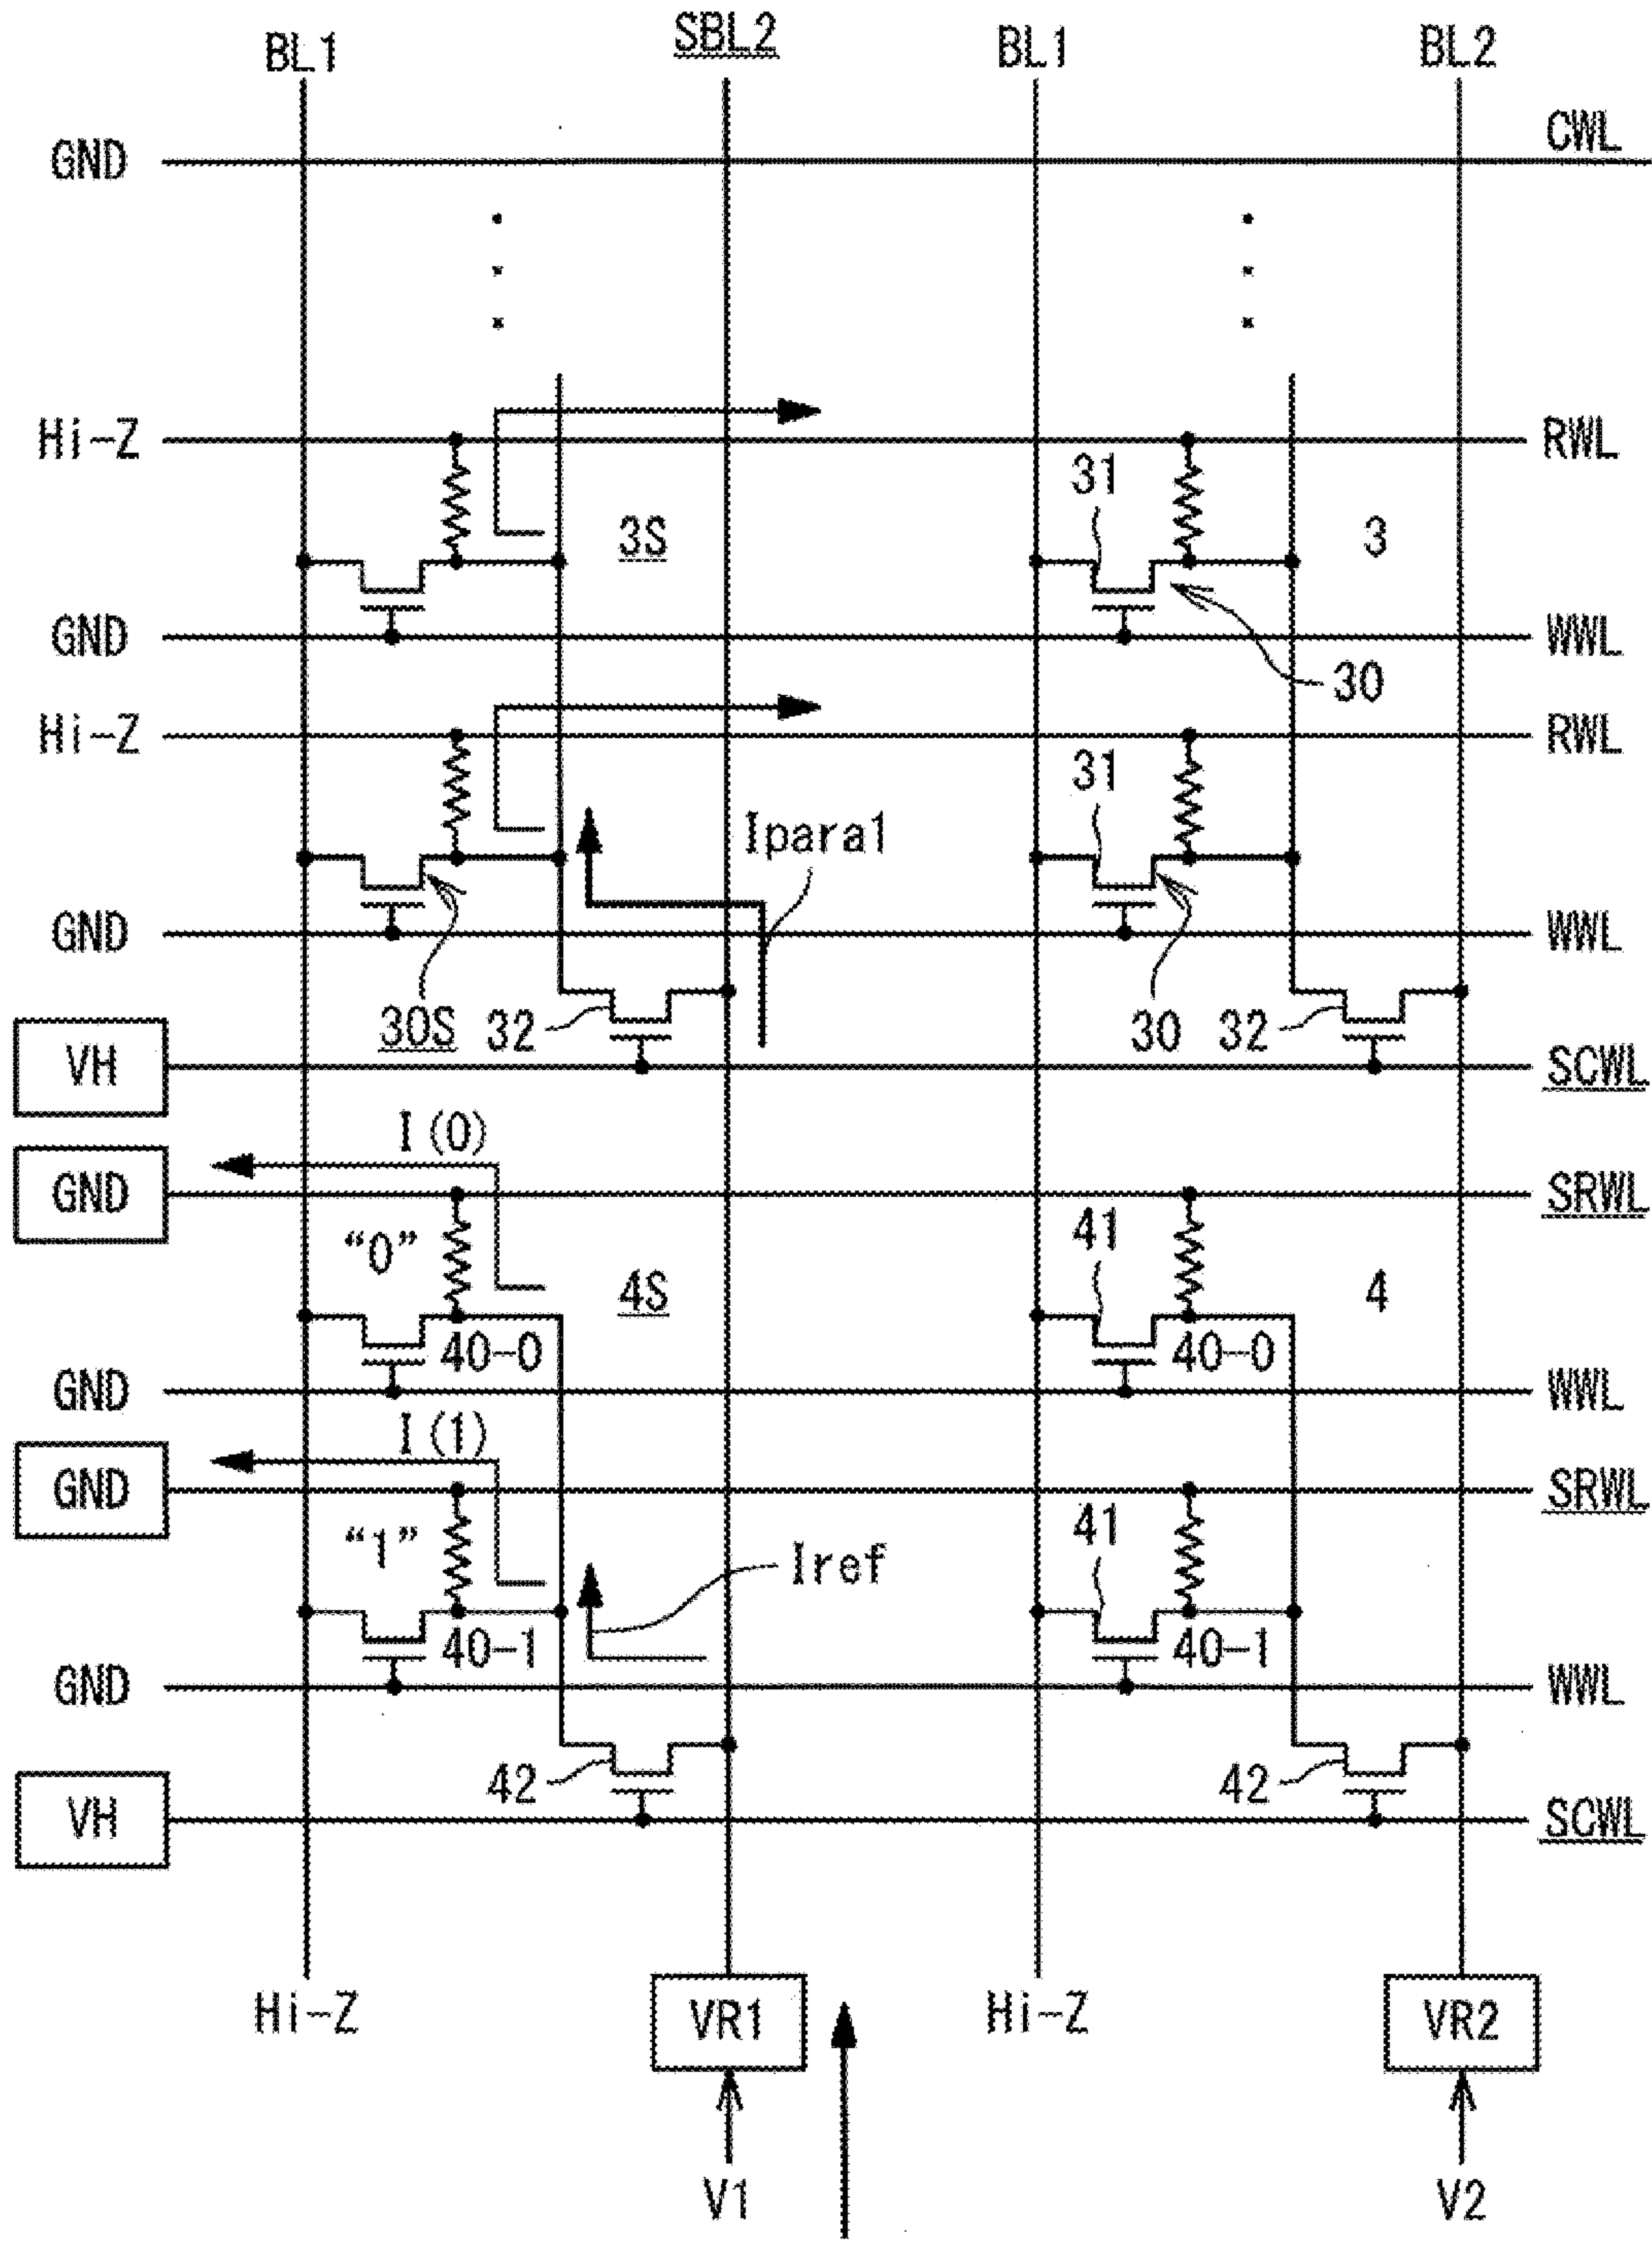 BL1 SBL2 BL1 BL2
GND CWL
Hi-Z RWL
31
3S 3
GND WWL
30
Hi-Z RWL
31
Ipara1
GND WWL
30S 32 30 32
VH SCWL
I(0)
GND SRWL
“0” 41
4S 4
40-0 40-0
GND WWL
I(1)
GND SRWL
“1” 41
Iref
40-1 40-1
GND WWL
42 42
VH SCWL
Hi-Z VR1 Hi-Z VR2
V1 V2